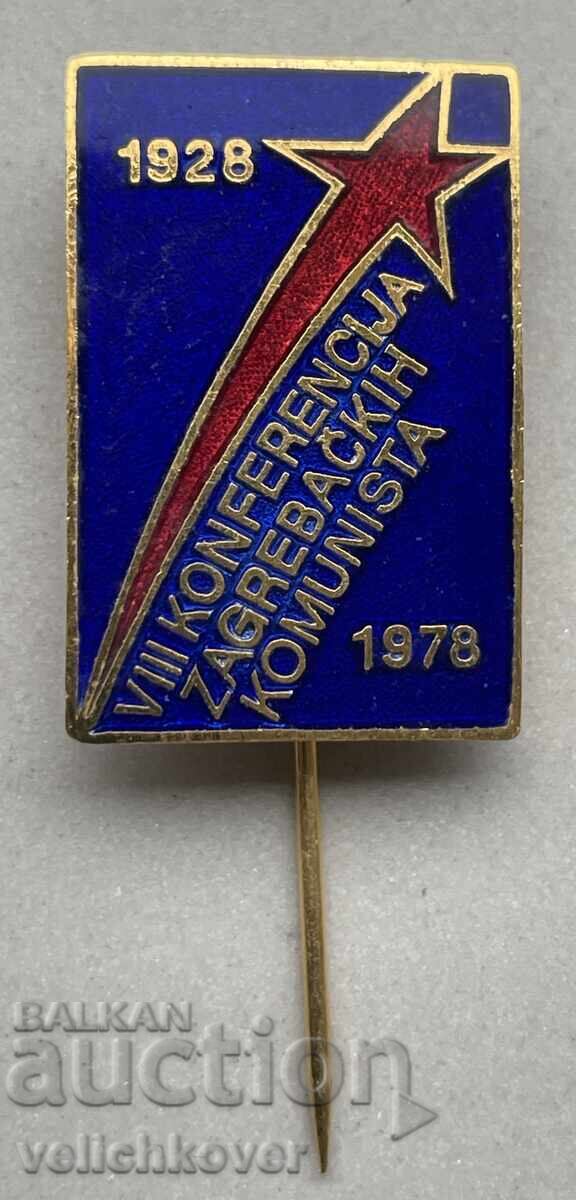 1928
VIII KONFERENCIJA
ZAGREBAČKIH
KOMUNISTA
1978
BALKAN
auction
velichkover